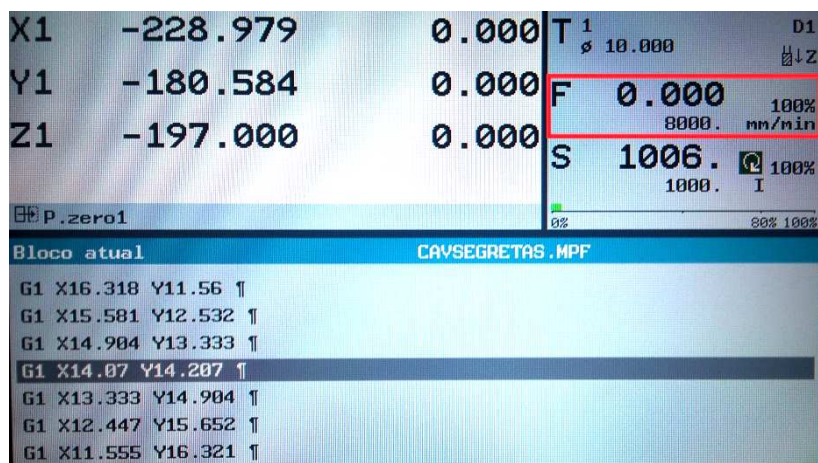 X1 -228.979 0.000
Y1 -180.584 0.000
Z1 -197.000 0.000
P.zero1
T 1 D1
ø 10.000
↓Z
F 0.000 100%
8000. mm/min
S 1006. 100%
1000. I
0% 80% 100%
Bloco atual CAVSEGRETAS.MPF
G1 X16.318 Y11.56 ¶
G1 X15.581 Y12.532 ¶
G1 X14.904 Y13.333 ¶
G1 X14.07 Y14.207 ¶
G1 X13.333 Y14.904 ¶
G1 X12.447 Y15.652 ¶
G1 X11.555 Y16.321 ¶